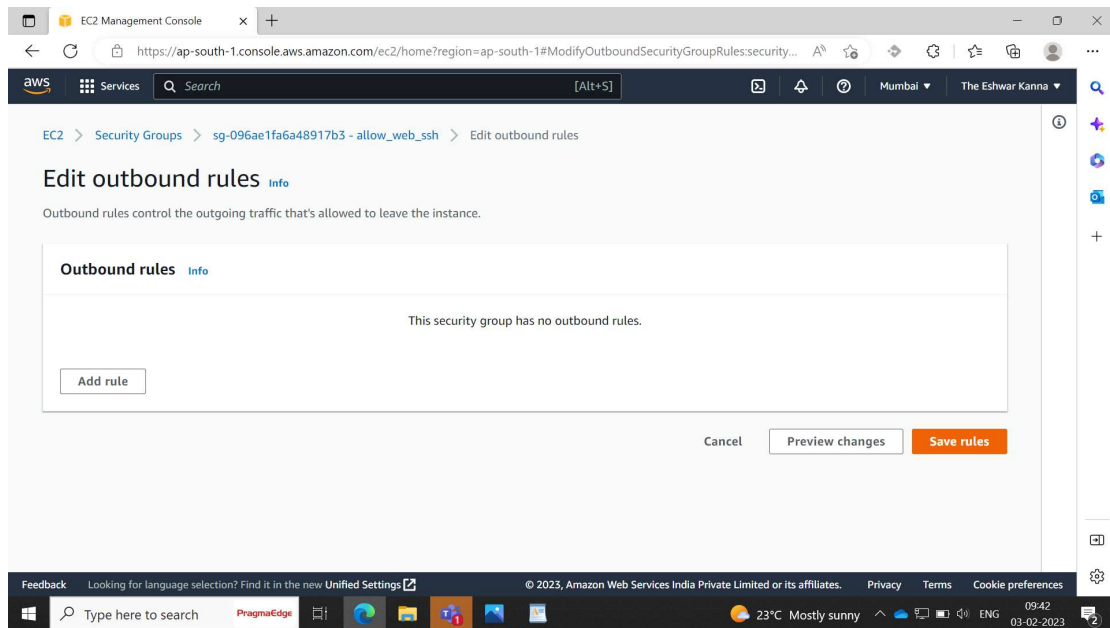 EC2 Management Console
https://ap-south-1.console.aws.amazon.com/ec2/home?region=ap-south-1#ModifyOutboundSecurityGroupRules:security...
aws Services Search [Alt+S] Mumbai The Eshwar Kanna
EC2 > Security Groups > sg-096ae1fa6a48917b3 - allow_web_ssh > Edit outbound rules
Edit outbound rules Info
Outbound rules control the outgoing traffic that's allowed to leave the instance.
Outbound rules Info
This security group has no outbound rules.
Add rule
Cancel Preview changes Save rules
Feedback Looking for language selection? Find it in the new Unified Settings © 2023, Amazon Web Services India Private Limited or its affiliates. Privacy Terms Cookie preferences
Type here to search PragmaEdge 1 23°C Mostly sunny ENG 09:42
03-02-2023 2